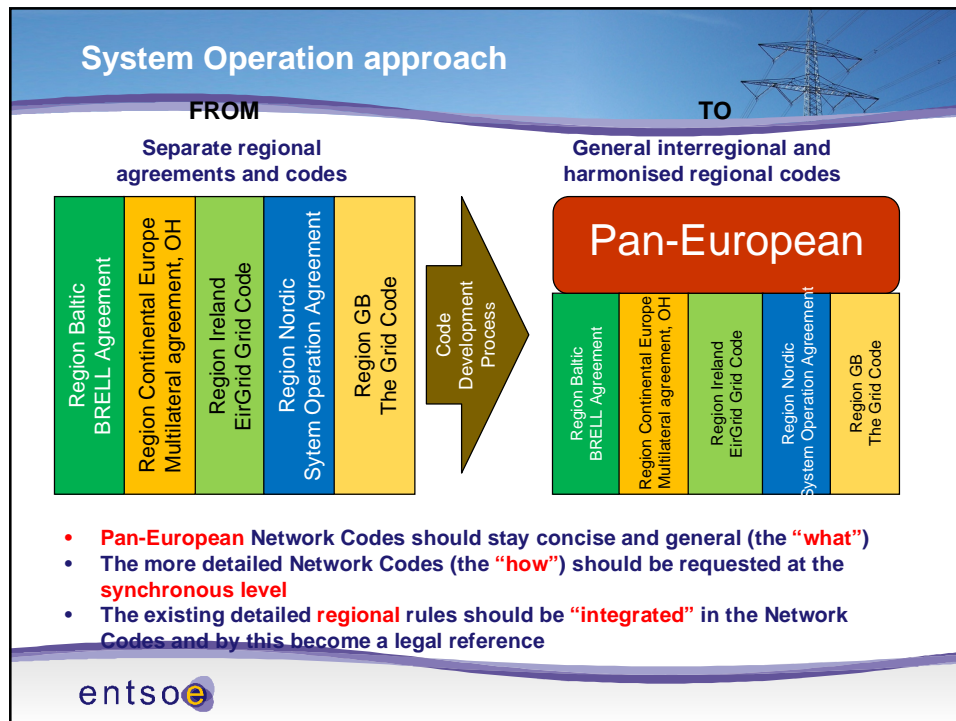 System Operation approach
FROM
TO
Separate regional
agreements and codes
General interregional and
harmonised regional codes
Region Baltic
BRELL Agreement
Region Continental Europe
Multilateral agreement, OH
Region Ireland
EirGrid Grid Code
Region Nordic
Sytem Operation Agreement
Region GB
The Grid Code
Code
Development
Process
Pan-European
Region Baltic
BRELL Agreement
Region Continental Europe
Multilateral agreement, OH
Region Ireland
EirGrid Grid Code
Region Nordic
System Operation Agreement
Region GB
The Grid Code
• Pan-European Network Codes should stay concise and general (the “what”)
• The more detailed Network Codes (the “how”) should be requested at the
synchronous level
• The existing detailed regional rules should be “integrated” in the Network
Codes and by this become a legal reference
entsoe